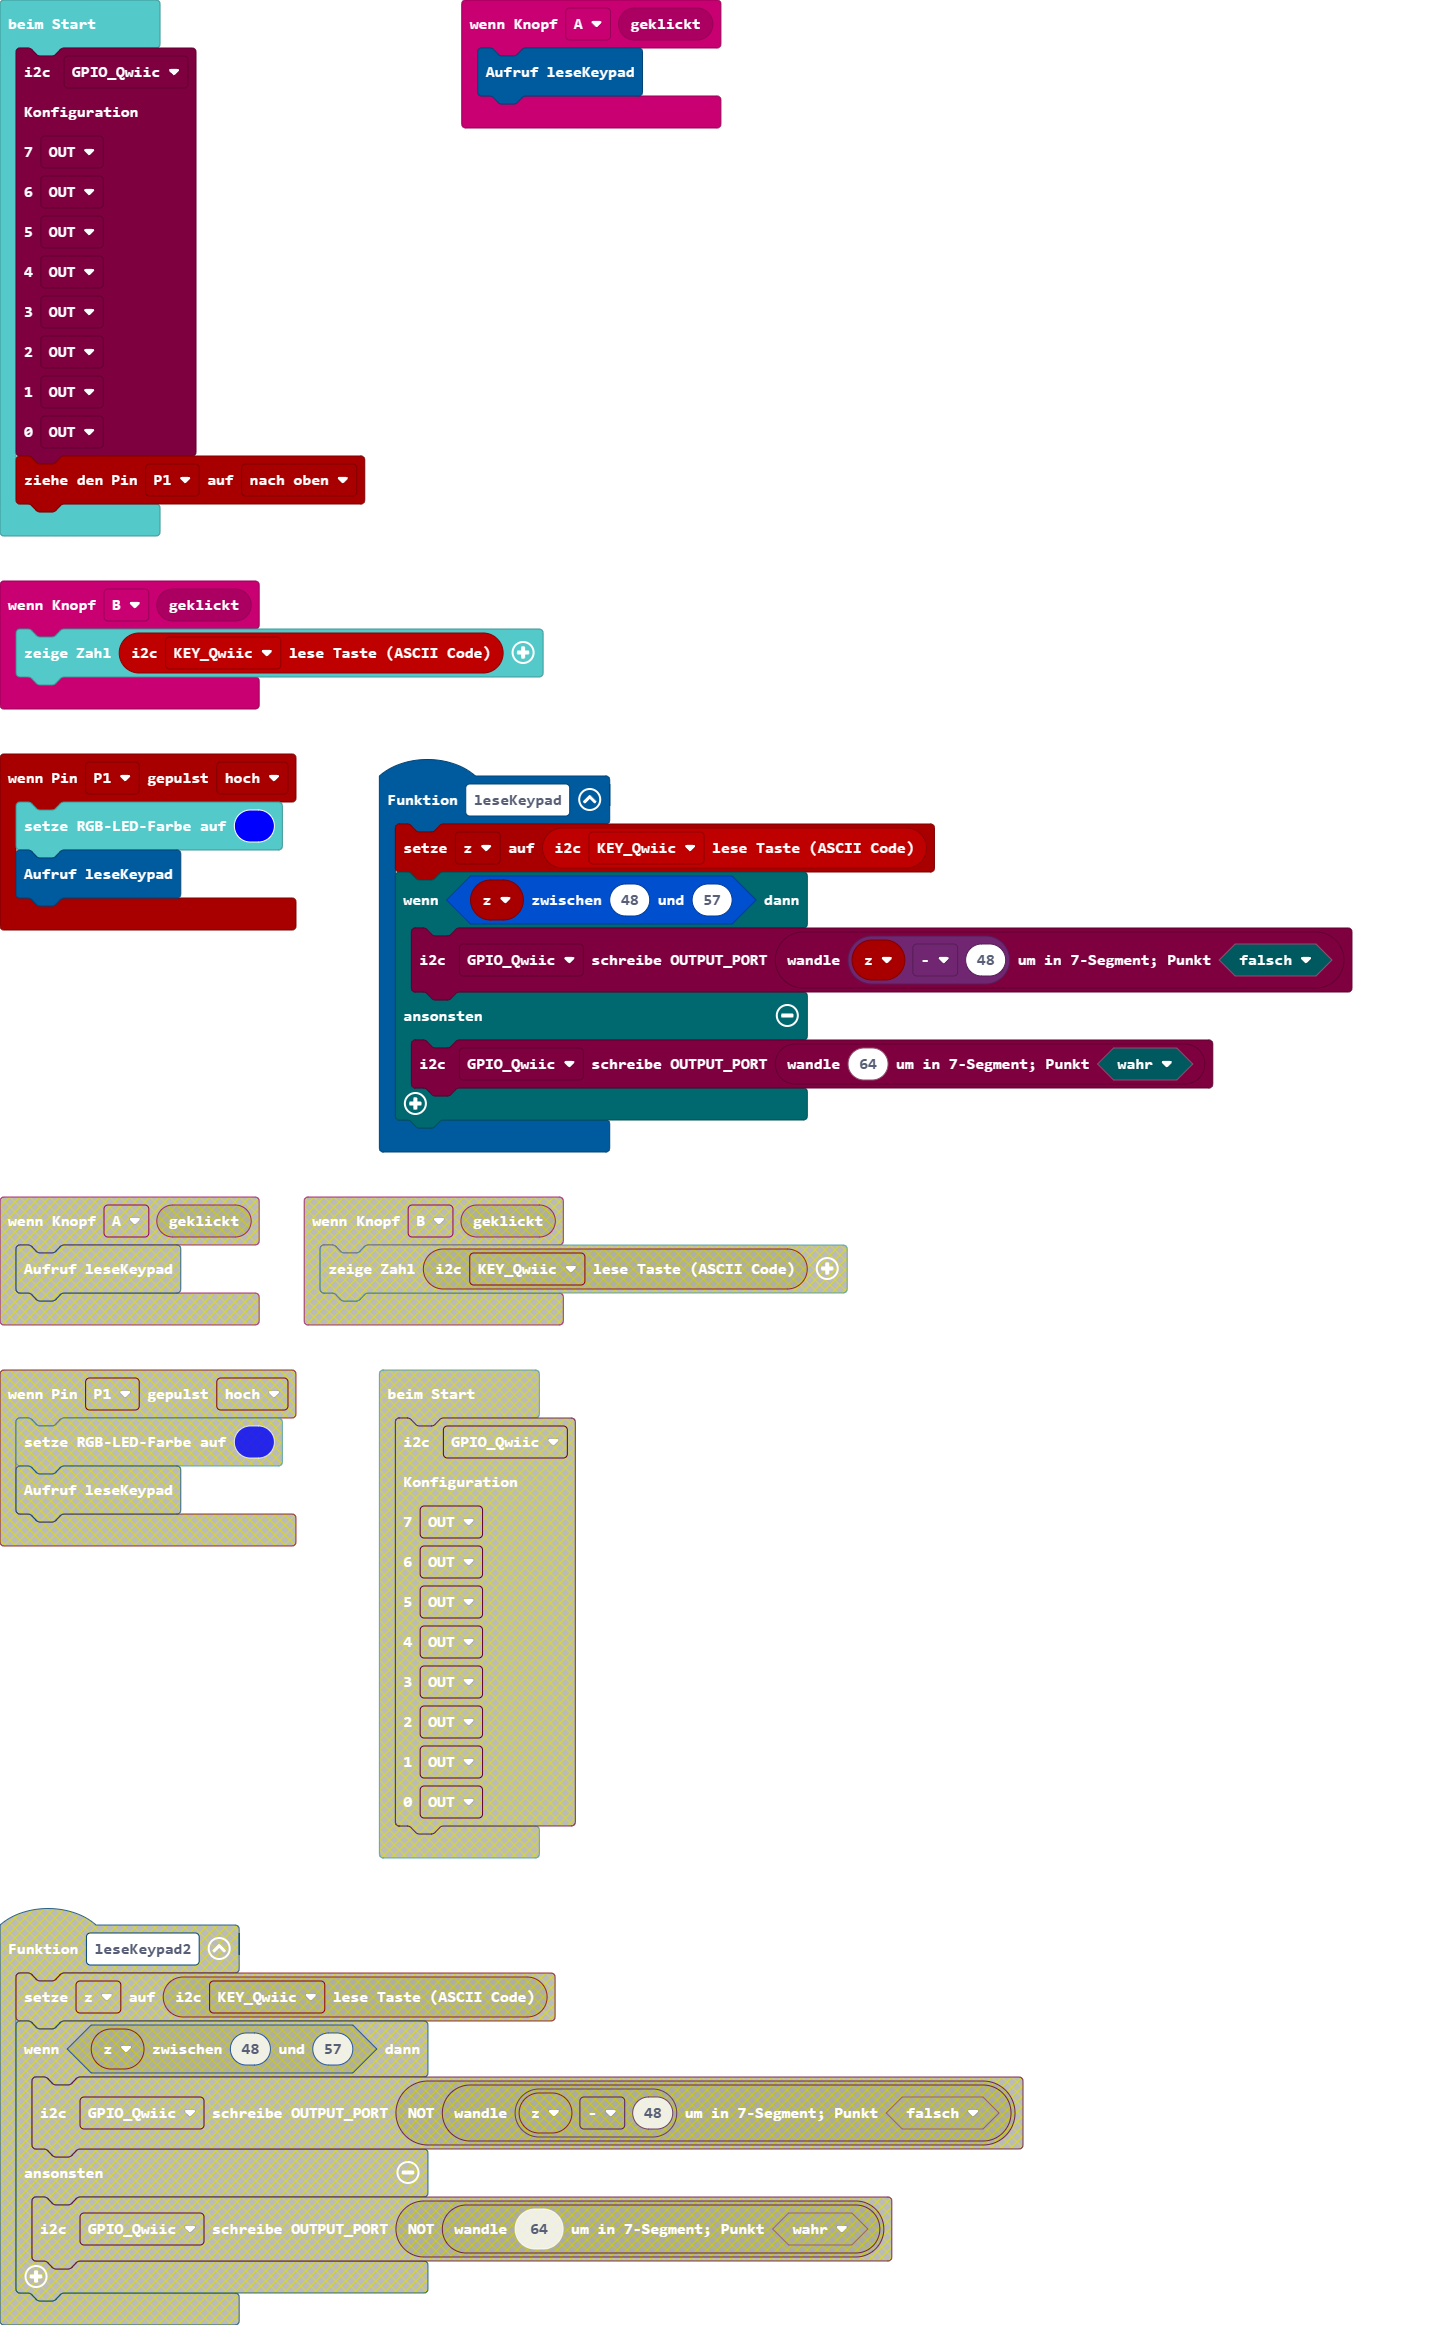 beim Start
i2c GPIO_Qwiic
Konfiguration
7 OUT
6 OUT
5 OUT
4 OUT
3 OUT
2 OUT
1 OUT
0 OUT
ziehe den Pin P1 auf nach oben
wenn Knopf A geklickt
Aufruf leseKeypad
wenn Knopf B geklickt
zeige Zahl i2c KEY_Qwiic lese Taste (ASCII Code)
wenn Pin P1 gepulst hoch
setze RGB-LED-Farbe auf
Aufruf leseKeypad
Funktion leseKeypad
setze z auf i2c KEY_Qwiic lese Taste (ASCII Code)
wenn z zwischen 48 und 57 dann
i2c GPIO_Qwiic schreibe OUTPUT_PORT wandle z - 48 um in 7-Segment; Punkt falsch
ansonsten
i2c GPIO_Qwiic schreibe OUTPUT_PORT wandle 64 um in 7-Segment; Punkt wahr
wenn Knopf A geklickt
Aufruf leseKeypad
wenn Knopf B geklickt
zeige Zahl i2c KEY_Qwiic lese Taste (ASCII Code)
wenn Pin P1 gepulst hoch
setze RGB-LED-Farbe auf
Aufruf leseKeypad
beim Start
i2c GPIO_Qwiic
Konfiguration
7 OUT
6 OUT
5 OUT
4 OUT
3 OUT
2 OUT
1 OUT
0 OUT
Funktion leseKeypad2
setze z auf i2c KEY_Qwiic lese Taste (ASCII Code)
wenn z zwischen 48 und 57 dann
i2c GPIO_Qwiic schreibe OUTPUT_PORT NOT wandle z - 48 um in 7-Segment; Punkt falsch
ansonsten
i2c GPIO_Qwiic schreibe OUTPUT_PORT NOT wandle 64 um in 7-Segment; Punkt wahr